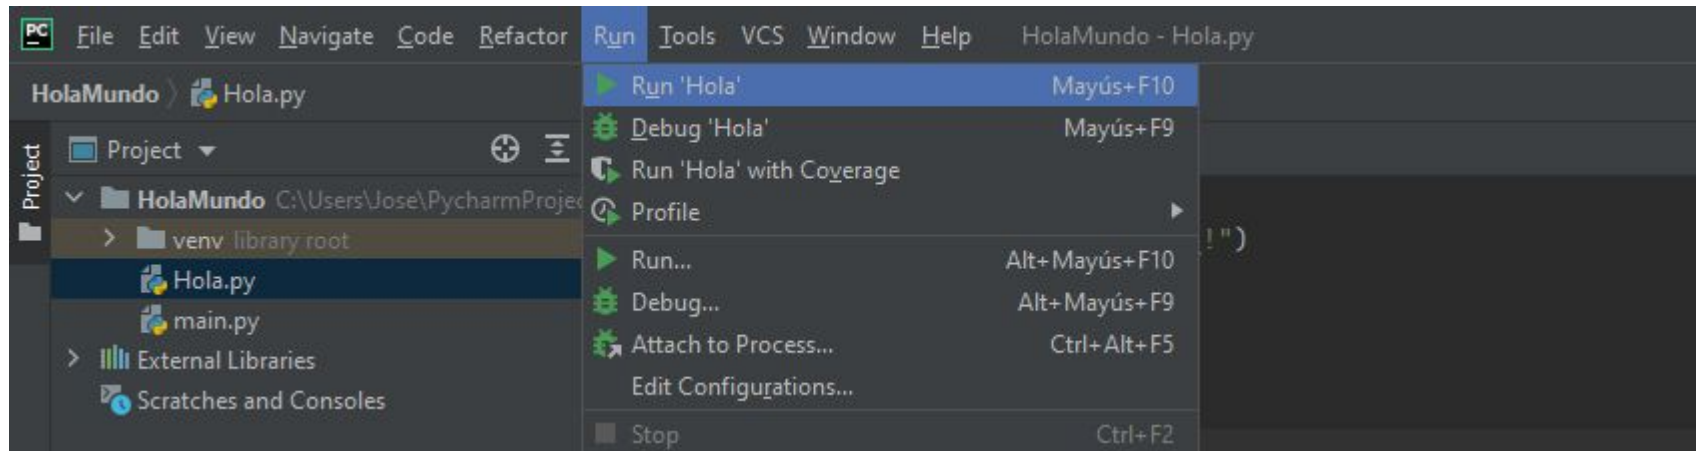 PC File Edit View Navigate Code Refactor Run Tools VCS Window Help HolaMundo - Hola.py
HolaMundo Hola.py
Project
Project
HolaMundo C:\Users\Jose\PycharmProjec
venv library root
Hola.py
main.py
External Libraries
Scratches and Consoles
Run 'Hola' Mayús+F10
Debug 'Hola' Mayús+F9
Run 'Hola' with Coverage
Profile
Run... Alt+Mayús+F10
Debug... Alt+Mayús+F9
Attach to Process... Ctrl+Alt+F5
Edit Configurations...
Stop Ctrl+F2
!")